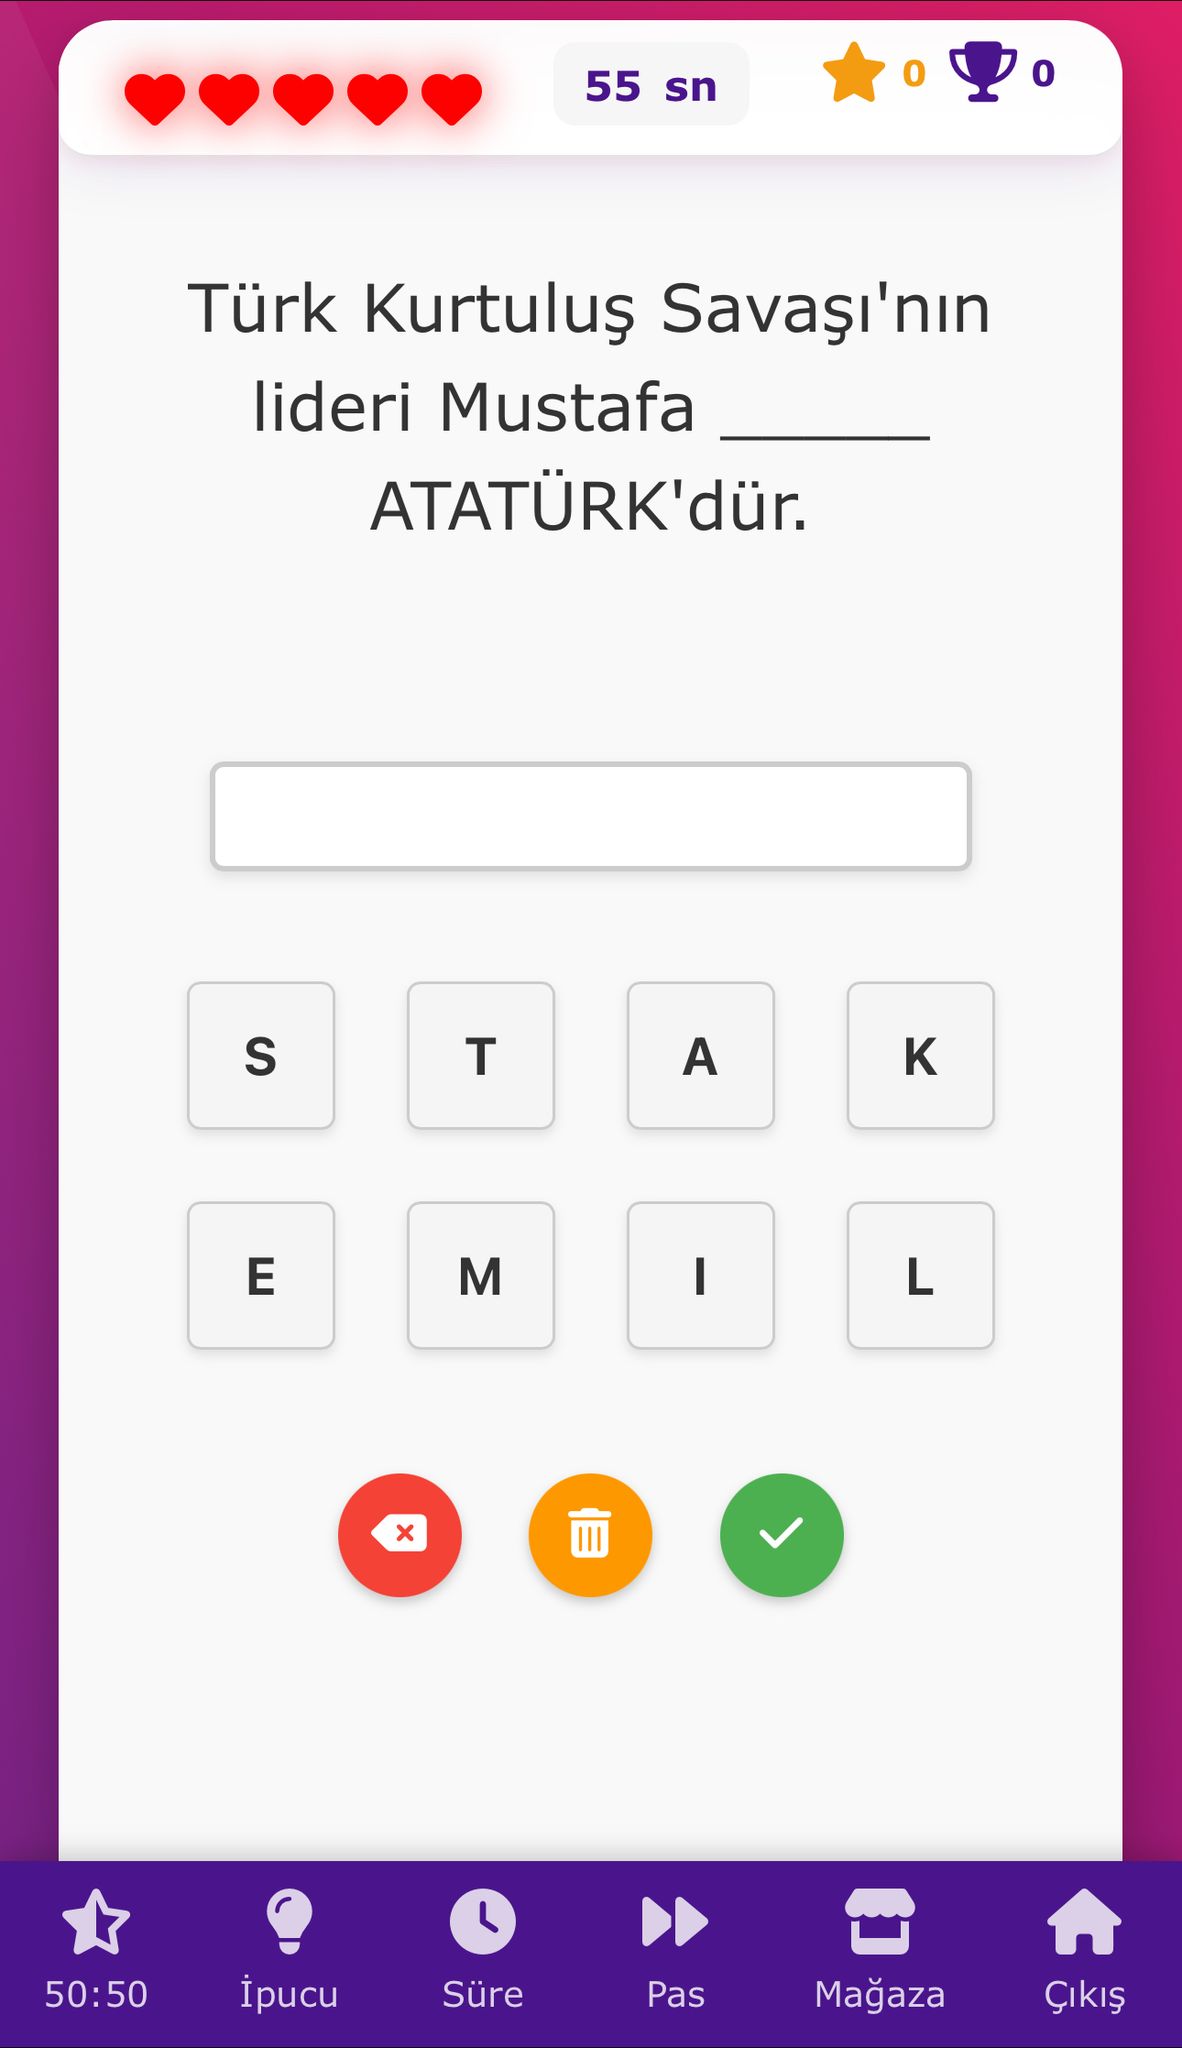 55 sn
0
0
Türk Kurtuluş Savaşı'nın
lideri Mustafa _____
ATATÜRK'dür.
S T A K
E M I L
50:50 İpucu Süre Pas Mağaza Çıkış